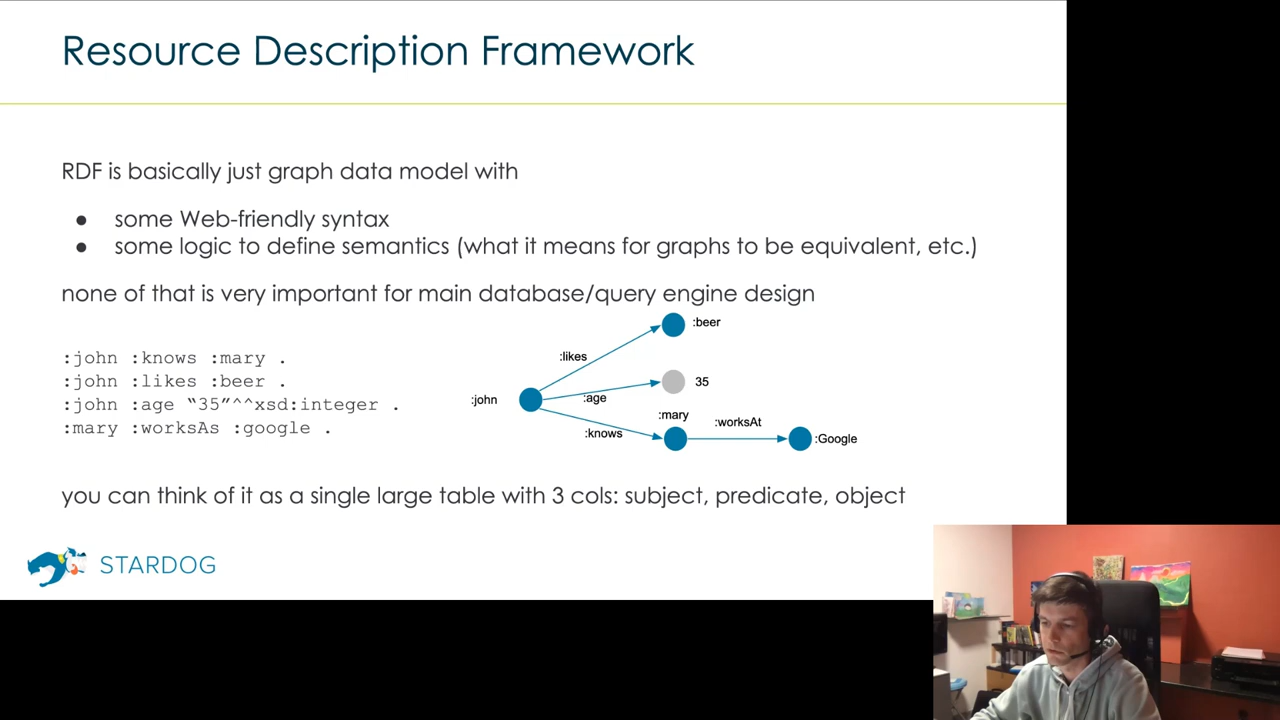 Resource Description Framework
RDF is basically just graph data model with
● some Web-friendly syntax
● some logic to define semantics (what it means for graphs to be equivalent, etc.)
none of that is very important for main database/query engine design
:john :knows :mary .
:john :likes :beer .
:john :age “35”^^xsd:integer .
:mary :worksAs :google .
:beer
:likes
35
:age
:john
:mary
:worksAt
:knows
:Google
you can think of it as a single large table with 3 cols: subject, predicate, object
STARDOG